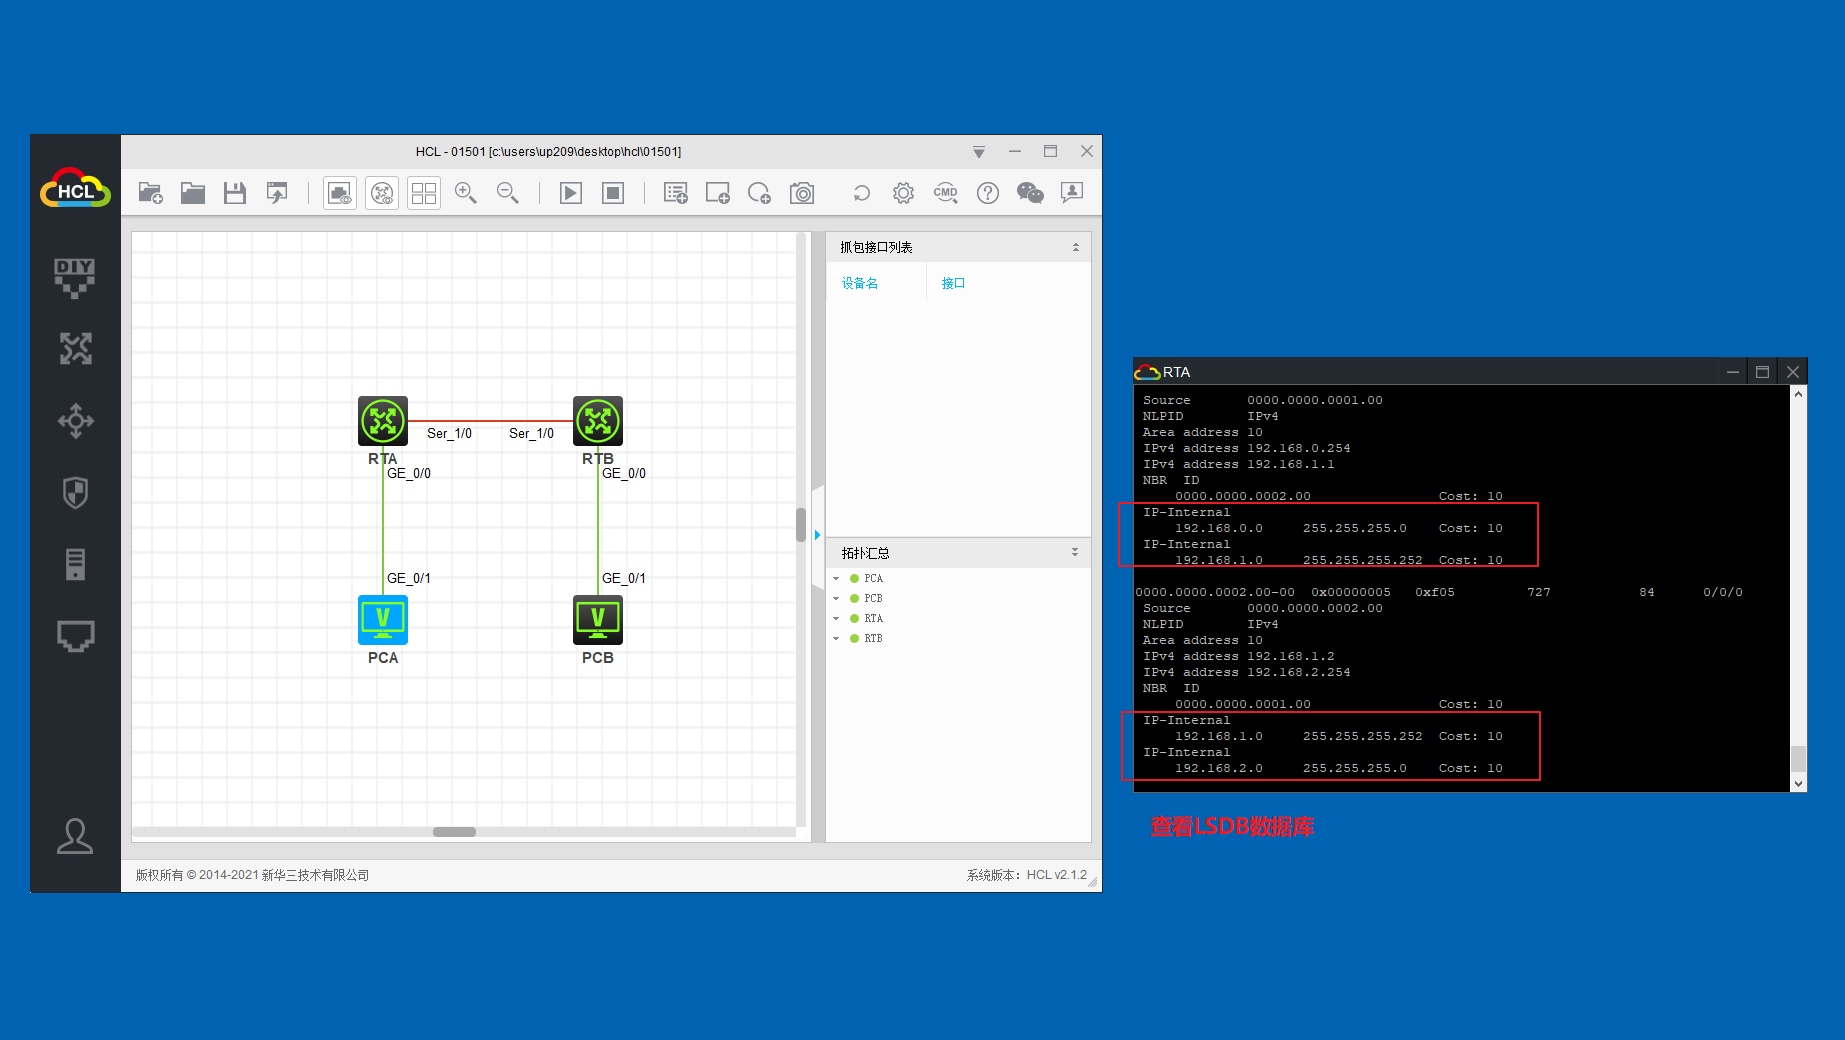 HCL - 01501 [c:\users\up209\desktop\hcl\01501]
HCL
CMD
DIY
抓包接口列表
设备名 接口
Ser_1/0 Ser_1/0
RTA RTB
GE_0/0 GE_0/0
GE_0/1 GE_0/1
V V
PCA PCB
拓扑汇总
PCA
PCB
RTA
RTB
版权所有 © 2014-2021 新华三技术有限公司
系统版本：HCL v2.1.2
RTA
Source 0000.0000.0001.00
NLPID IPv4
Area address 10
IPv4 address 192.168.0.254
IPv4 address 192.168.1.1
NBR ID
0000.0000.0002.00 Cost: 10
IP-Internal
192.168.0.0 255.255.255.0 Cost: 10
IP-Internal
192.168.1.0 255.255.255.252 Cost: 10
0000.0000.0002.00-00 0x00000005 0xf05 727 84 0/0/0
Source 0000.0000.0002.00
NLPID IPv4
Area address 10
IPv4 address 192.168.1.2
IPv4 address 192.168.2.254
NBR ID
0000.0000.0001.00 Cost: 10
IP-Internal
192.168.1.0 255.255.255.252 Cost: 10
IP-Internal
192.168.2.0 255.255.255.0 Cost: 10
查看LSDB数据库